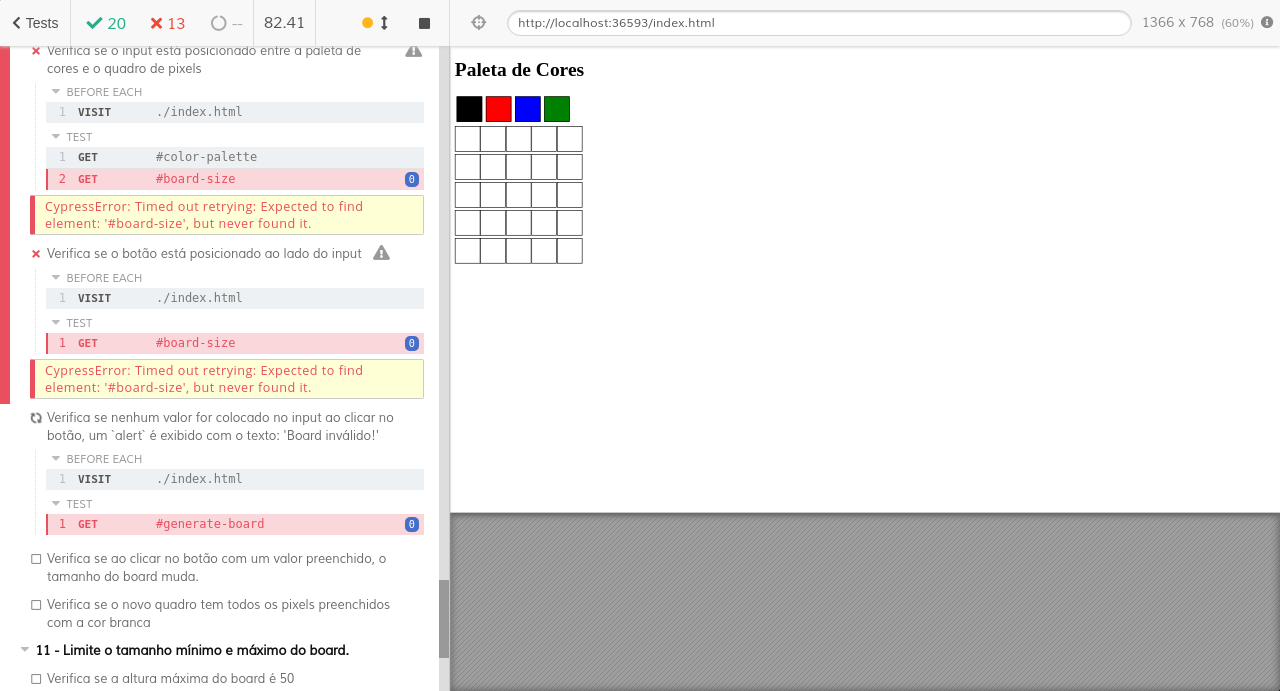 Tests 20 13 -- 82.41
http://localhost:36593/index.html 1366 x 768 (60%)
Verifica se o input está posicionado entre a paleta de
cores e o quadro de pixels
BEFORE EACH
1 VISIT ./index.html
TEST
1 GET #color-palette
2 GET #board-size 0
CypressError: Timed out retrying: Expected to find
element: '#board-size', but never found it.
Verifica se o botão está posicionado ao lado do input
BEFORE EACH
1 VISIT ./index.html
TEST
1 GET #board-size 0
CypressError: Timed out retrying: Expected to find
element: '#board-size', but never found it.
Verifica se nenhum valor for colocado no input ao clicar no
botão, um `alert` é exibido com o texto: 'Board inválido!'
BEFORE EACH
1 VISIT ./index.html
TEST
1 GET #generate-board 0
Verifica se ao clicar no botão com um valor preenchido, o
tamanho do board muda.
Verifica se o novo quadro tem todos os pixels preenchidos
com a cor branca
11 - Limite o tamanho mínimo e máximo do board.
Verifica se a altura máxima do board é 50
Paleta de Cores